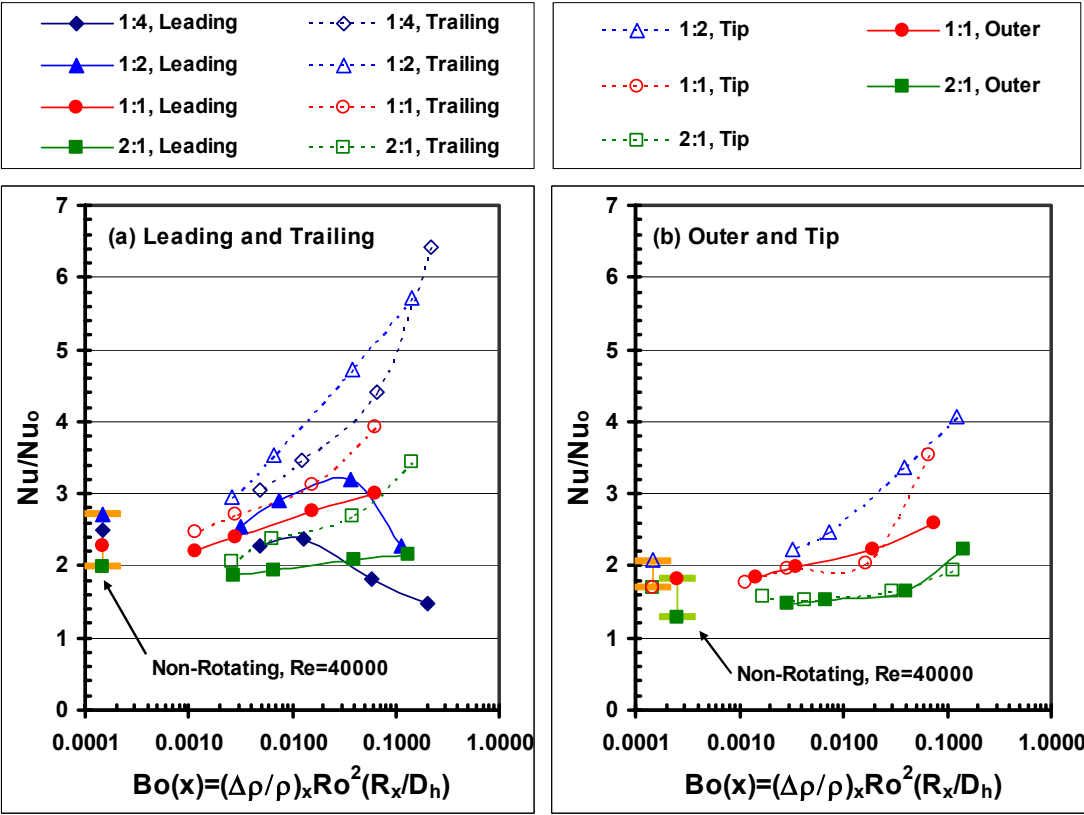 1:4, Leading 1:4, Trailing
1:2, Leading 1:2, Trailing
1:1, Leading 1:1, Trailing
2:1, Leading 2:1, Trailing
1:2, Tip 1:1, Outer
1:1, Tip 2:1, Outer
2:1, Tip
(a) Leading and Trailing
7
6
5
4
3
2
1
0
Nu/Nuo
Non-Rotating, Re=40000
0.0001 0.0010 0.0100 0.1000 1.0000
Bo(x)=(Δρ/ρ)ₓRo²(Rₓ/Dₕ)
(b) Outer and Tip
7
6
5
4
3
2
1
0
Nu/Nuo
Non-Rotating, Re=40000
0.0001 0.0010 0.0100 0.1000 1.0000
Bo(x)=(Δρ/ρ)ₓRo²(Rₓ/Dₕ)